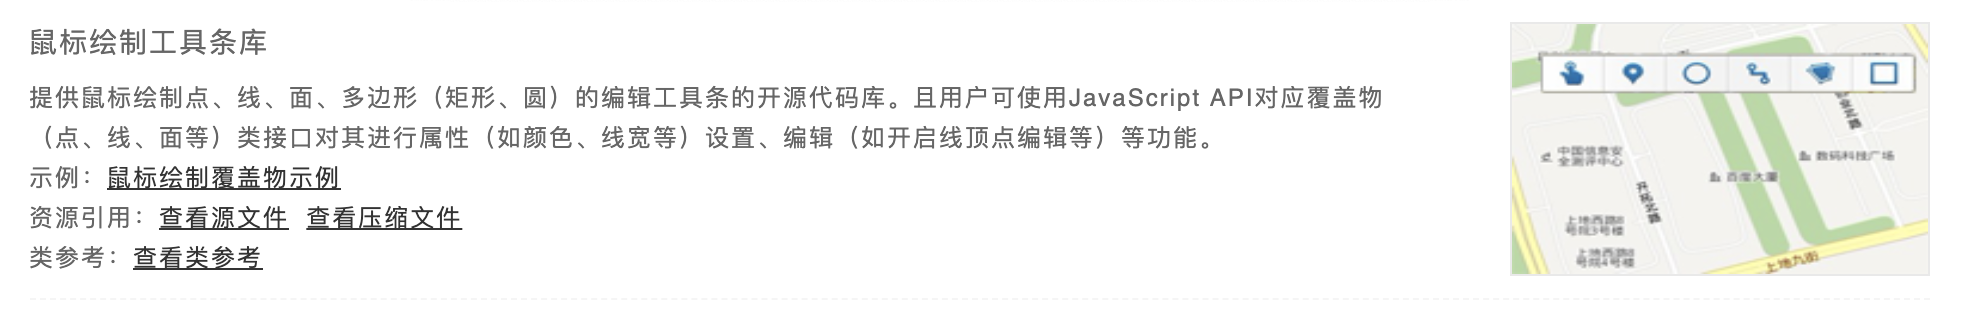 鼠标绘制工具条库
提供鼠标绘制点、线、面、多边形（矩形、圆）的编辑工具条的开源代码库。且用户可使用JavaScript API对应覆盖物
（点、线、面等）类接口对其进行属性（如颜色、线宽等）设置、编辑（如开启线顶点编辑等）等功能。
示例：鼠标绘制覆盖物示例
资源引用：查看源文件 查看压缩文件
类参考：查看类参考
中国信息安
全测评中心
数码科技广场
百度大厦
开拓北路
上地西路8
号院3号楼
上地西路8
号院4号楼
上地九街